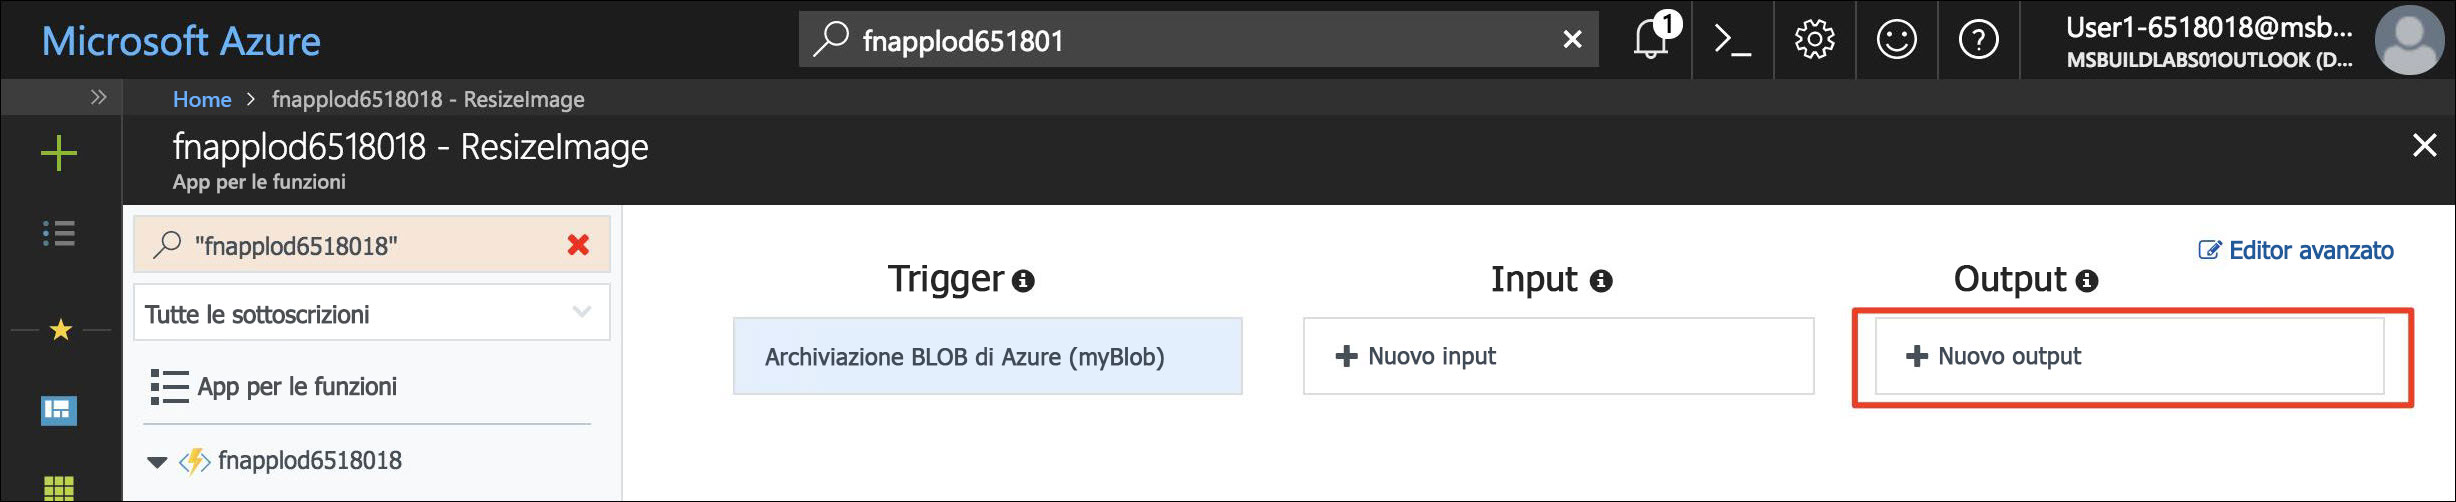 Microsoft Azure
fnapplod651801
1
User1-6518018@msb...
MSBUILDLABS01OUTLOOK (D...
Home > fnapplod6518018 - ResizeImage
fnapplod6518018 - ResizeImage
App per le funzioni
"fnapplod6518018"
Tutte le sottoscrizioni
App per le funzioni
fnapplod6518018
Editor avanzato
Trigger
Input
Output
Archiviazione BLOB di Azure (myBlob)
Nuovo input
Nuovo output